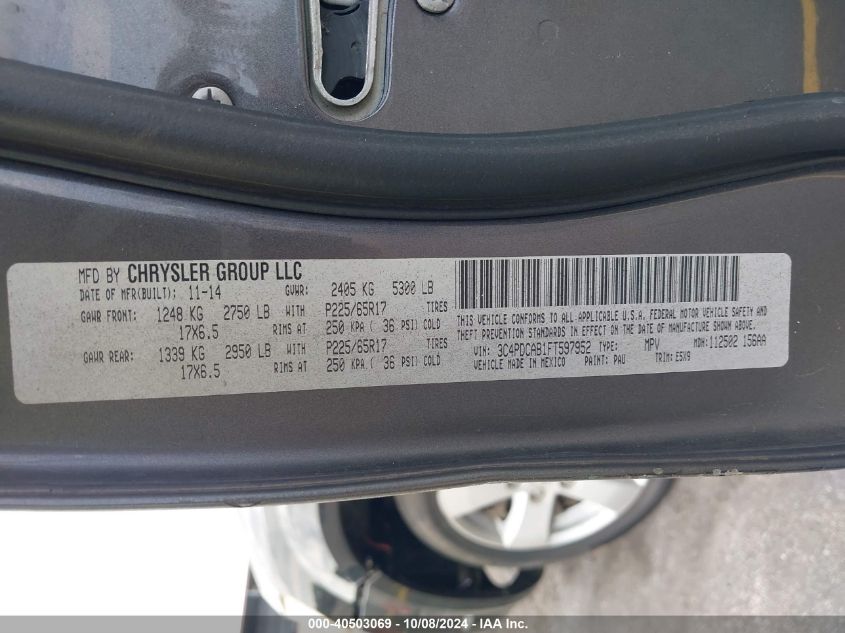 MFD BY CHRYSLER GROUP LLC
DATE OF MFR(BUILT): 11-14 GVWR: 2405 KG 5300 LB
GAWR FRONT: 1248 KG 2750 LB WITH P225/65R17 TIRES
17X6.5 RIMS AT 250 KPA ( 36 PSI) COLD
GAWR REAR: 1339 KG 2950 LB WITH P225/65R17 TIRES
17X6.5 RIMS AT 250 KPA ( 36 PSI) COLD
THIS VEHICLE CONFORMS TO ALL APPLICABLE U.S.A. FEDERAL MOTOR VEHICLE SAFETY AND
THEFT PREVENTION STANDARDS IN EFFECT ON THE DATE OF MANUFACTURE SHOWN ABOVE.
VIN: 3C4PDCAB1FT597952 TYPE: MPV MDH: 112502 156AA
VEHICLE MADE IN MEXICO PAINT: PAU TRIM: E5X9
000-40503069 - 10/08/2024 - IAA Inc.